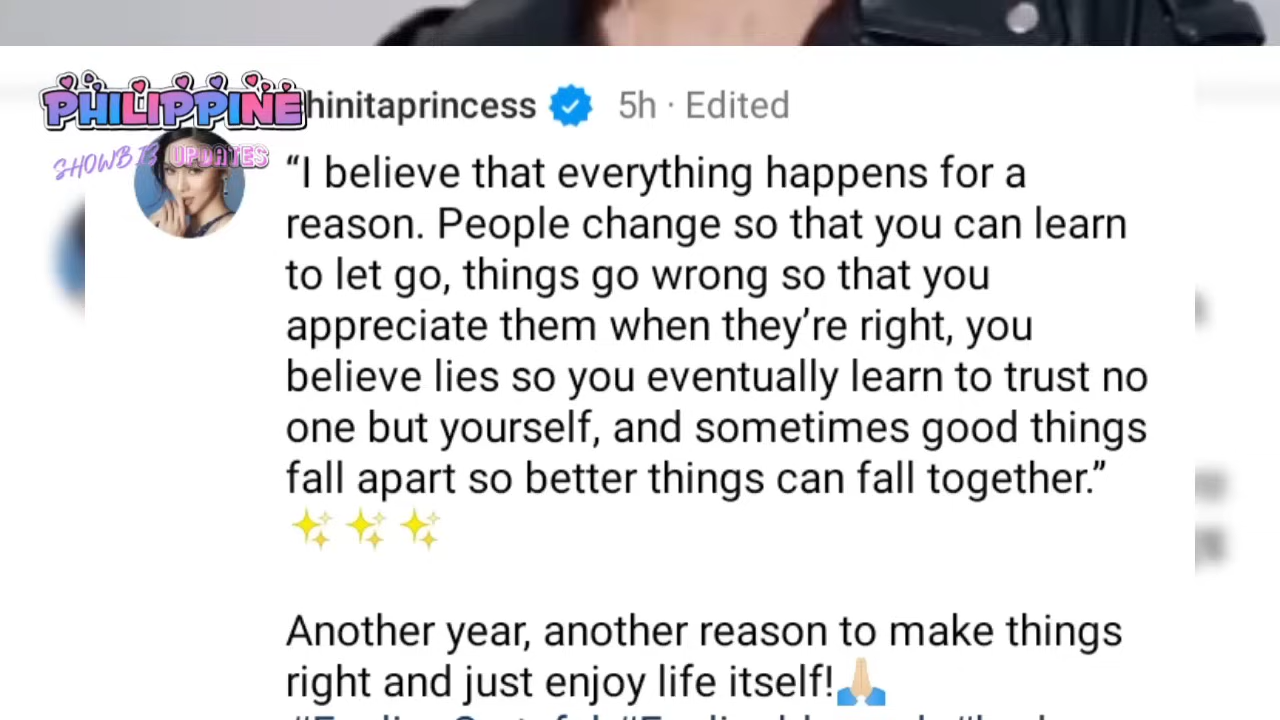 PHILIPPINE
SHOWBIZ UPDATES
hinitaprincess 5h · Edited
“I believe that everything happens for a
reason. People change so that you can learn
to let go, things go wrong so that you
appreciate them when they’re right, you
believe lies so you eventually learn to trust no
one but yourself, and sometimes good things
fall apart so better things can fall together.”
✨✨✨
Another year, another reason to make things
right and just enjoy life itself!🙏🏻